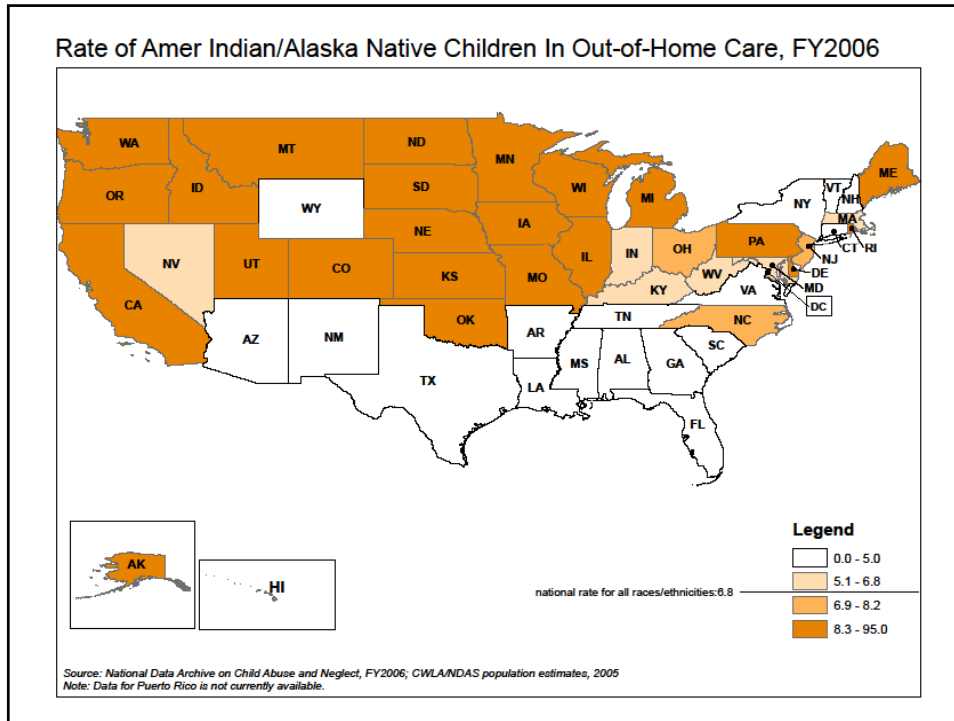 Rate of Amer Indian/Alaska Native Children In Out-of-Home Care, FY2006
WA
MT
ND
MN
ME
OR
ID
SD
WI
MI
NY
VT
NH
WY
MA
IA
NE
PA
CT
RI
NV
UT
CO
IL
IN
OH
NJ
KS
MO
WV
DE
CA
KY
VA
MD
DC
OK
TN
NC
AZ
NM
AR
SC
MS
AL
GA
TX
LA
FL
AK
HI
Legend
0.0 - 5.0
5.1 - 6.8
national rate for all races/ethnicities:6.8
6.9 - 8.2
8.3 - 95.0
Source: National Data Archive on Child Abuse and Neglect, FY2006; CWLA/NDAS population estimates, 2005
Note: Data for Puerto Rico is not currently available.